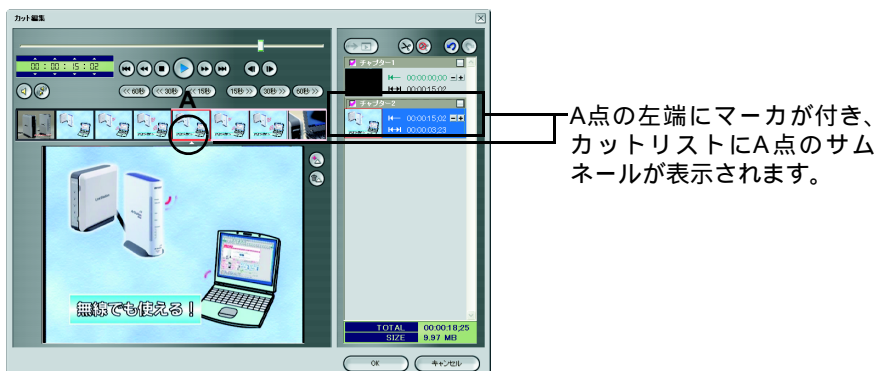 カット編集
00 : 00 : 15 : 02
<< 60秒
<< 30秒
<< 15秒
15秒 >>
30秒 >>
60秒 >>
A
無線でも使える！
チャプター1
00:00:00;00
00:00:15;02
チャプター2
00:00:15;02
00:00:03;23
TOTAL 00:00:18;25
SIZE 9.97 MB
OK
キャンセル
A点の左端にマーカが付き、
カットリストにA点のサム
ネールが表示されます。